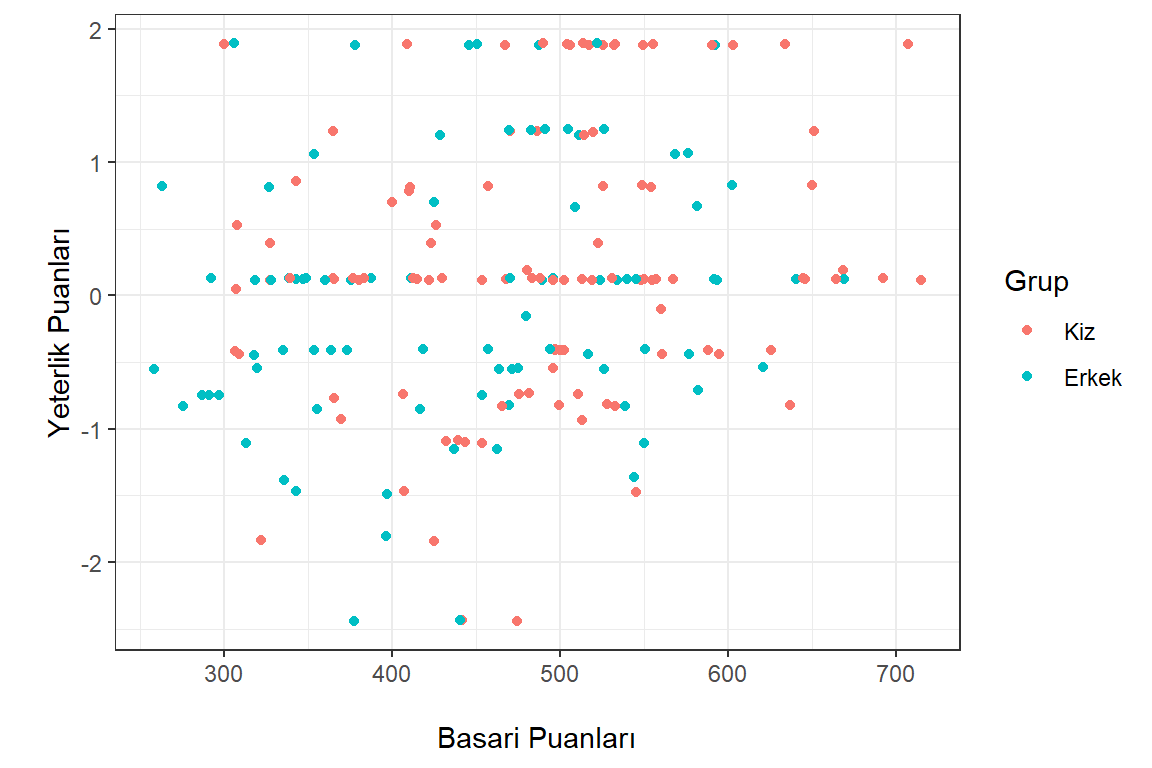 2
1
0
-1
-2
Yeterlik Puanları
300 400 500 600 700
Basari Puanları
Grup
Kiz
Erkek